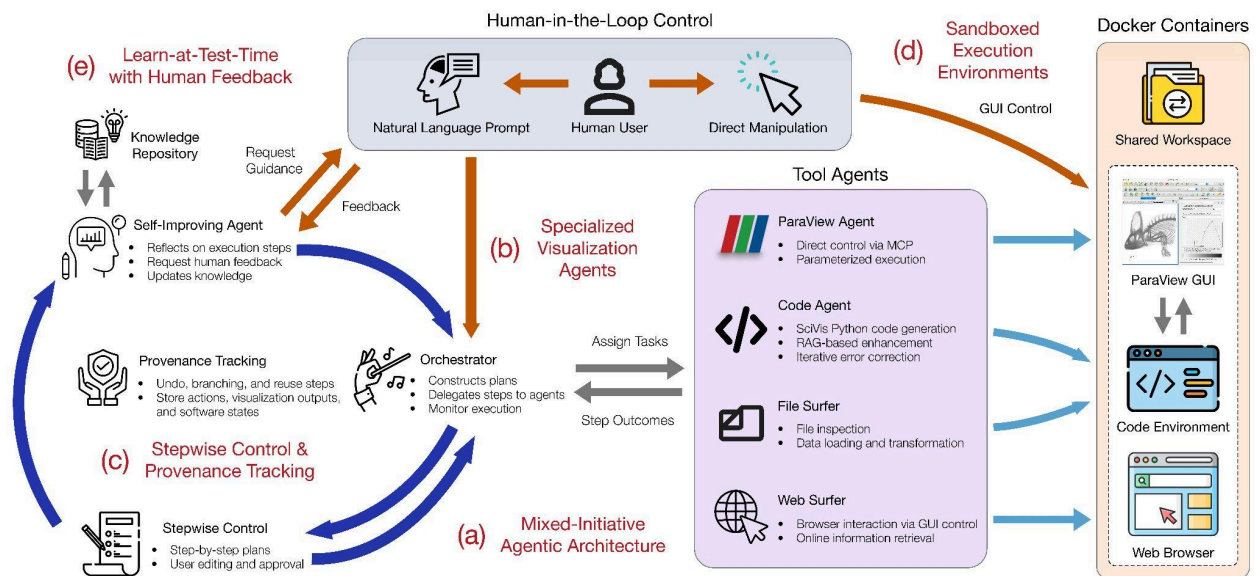 Human-in-the-Loop Control
Natural Language Prompt
Human User
Direct Manipulation
(e)
Learn-at-Test-Time
with Human Feedback
Knowledge
Repository
Request
Guidance
Feedback
Self-Improving Agent
• Reflects on execution steps
• Request human feedback
• Updates knowledge
(b)
Specialized
Visualization
Agents
Provenance Tracking
• Undo, branching, and reuse steps
• Store actions, visualization outputs,
and software states
Orchestrator
• Constructs plans
• Delegates steps to agents
• Monitor execution
Assign Tasks
Step Outcomes
(c)
Stepwise Control &
Provenance Tracking
Stepwise Control
• Step-by-step plans
• User editing and approval
(a)
Mixed-Initiative
Agentic Architecture
Tool Agents
ParaView Agent
• Direct control via MCP
• Parameterized execution
Code Agent
• SciVis Python code generation
• RAG-based enhancement
• Iterative error correction
File Surfer
• File inspection
• Data loading and transformation
Web Surfer
• Browser interaction via GUI control
• Online information retrieval
(d)
Sandboxed
Execution
Environments
GUI Control
Docker Containers
Shared Workspace
ParaView GUI
Code Environment
Web Browser